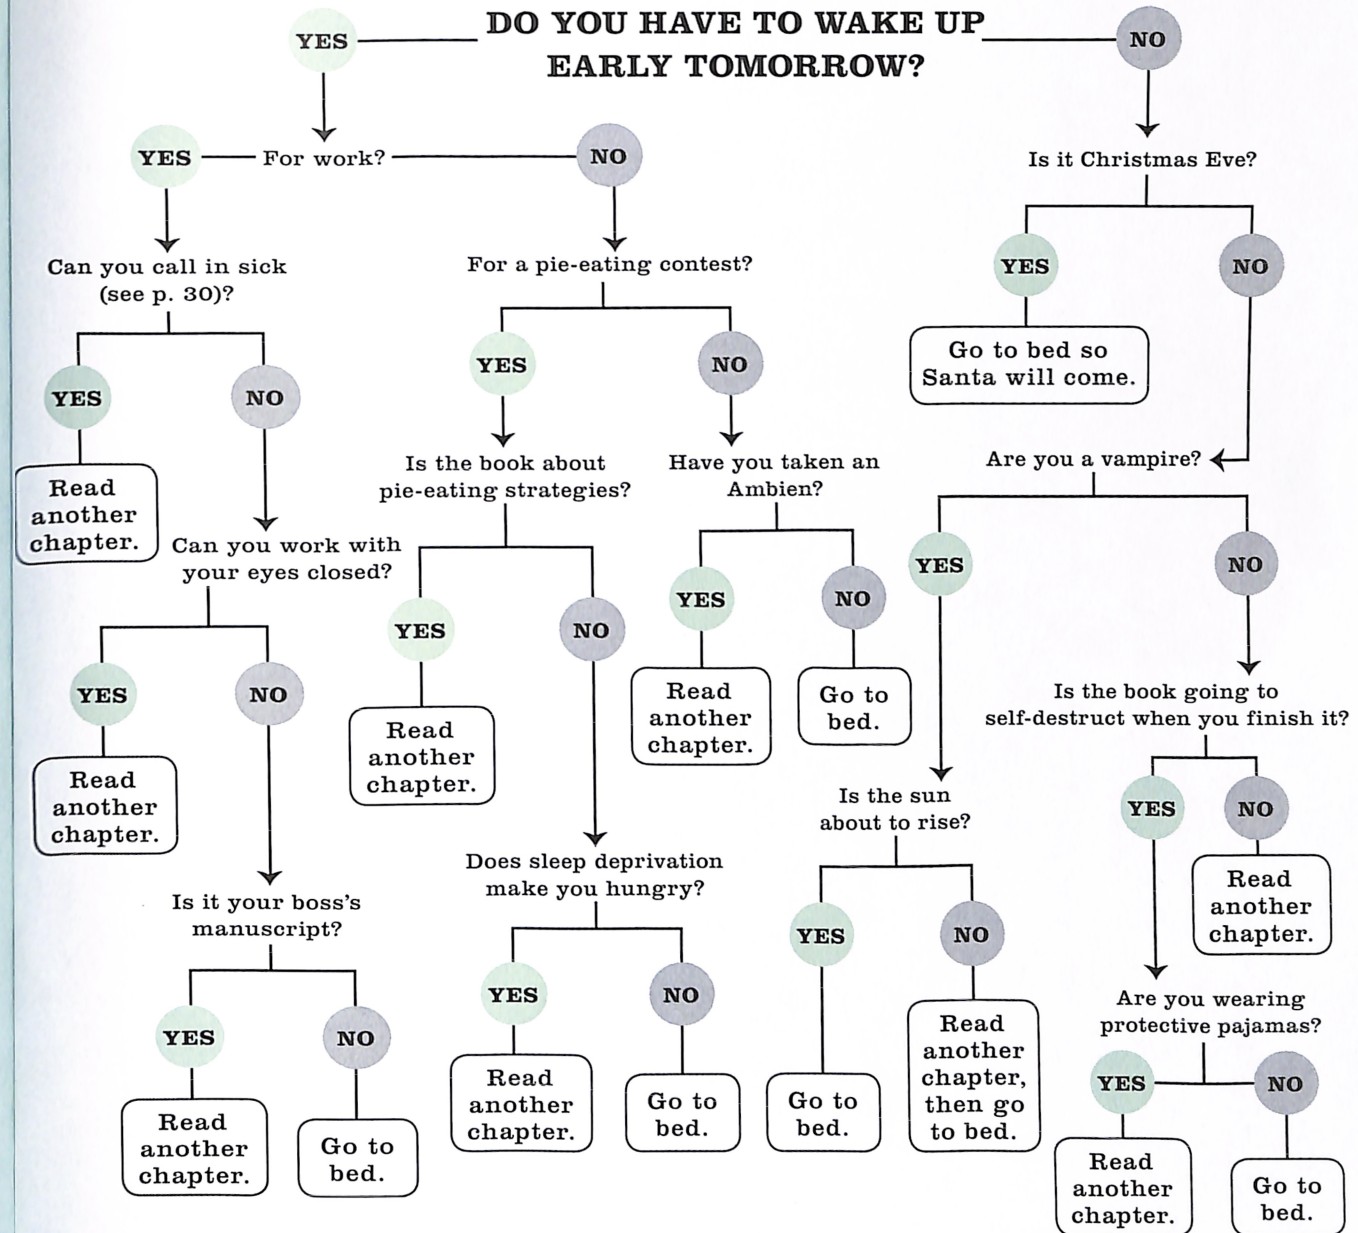 DO YOU HAVE TO WAKE UP
EARLY TOMORROW?
YES
NO
YES
For work?
NO
Is it Christmas Eve?
Can you call in sick
(see p. 30)?
For a pie-eating contest?
YES
NO
Go to bed so
Santa will come.
YES
NO
YES
NO
Read
another
chapter.
Is the book about
pie-eating strategies?
Have you taken an
Ambien?
Are you a vampire?
Can you work with
your eyes closed?
YES
NO
YES
NO
YES
NO
YES
NO
Read
another
chapter.
Go to
bed.
Is the book going to
self-destruct when you finish it?
YES
NO
Read
another
chapter.
Read
another
chapter.
Is the sun
about to rise?
YES
NO
Read
another
chapter.
Does sleep deprivation
make you hungry?
Is it your boss's
manuscript?
YES
NO
YES
NO
Are you wearing
protective pajamas?
YES
NO
Read
another
chapter.
Go to
bed.
Read
another
chapter.
Go to
bed.
Go to
bed.
Read
another
chapter,
then go
to bed.
YES
NO
YES
NO
Read
another
chapter.
Go to
bed.